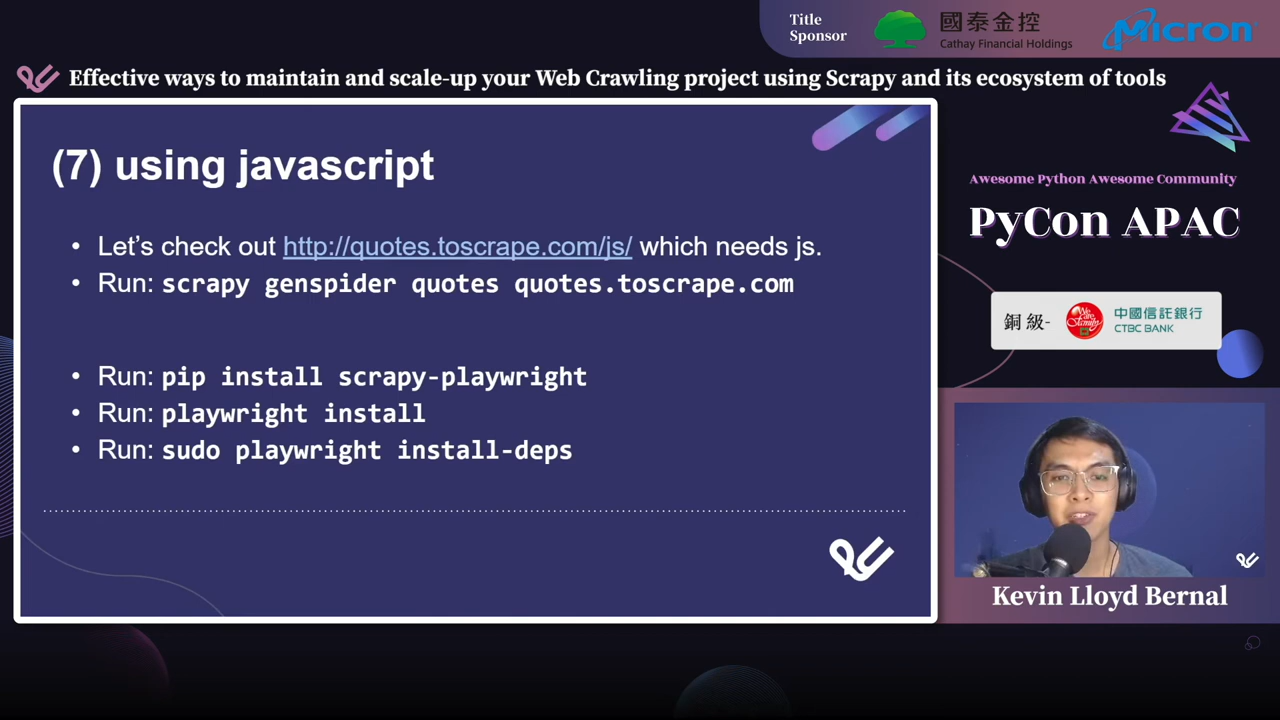 Title
Sponsor
國泰金控
Cathay Financial Holdings
Micron
Effective ways to maintain and scale-up your Web Crawling project using Scrapy and its ecosystem of tools
(7) using javascript
• Let's check out http://quotes.toscrape.com/js/ which needs js.
• Run: scrapy genspider quotes quotes.toscrape.com
• Run: pip install scrapy-playwright
• Run: playwright install
• Run: sudo playwright install-deps
Awesome Python Awesome Community
PyCon APAC
銅級-
We are Family
中國信託銀行
CTBC BANK
Kevin Lloyd Bernal